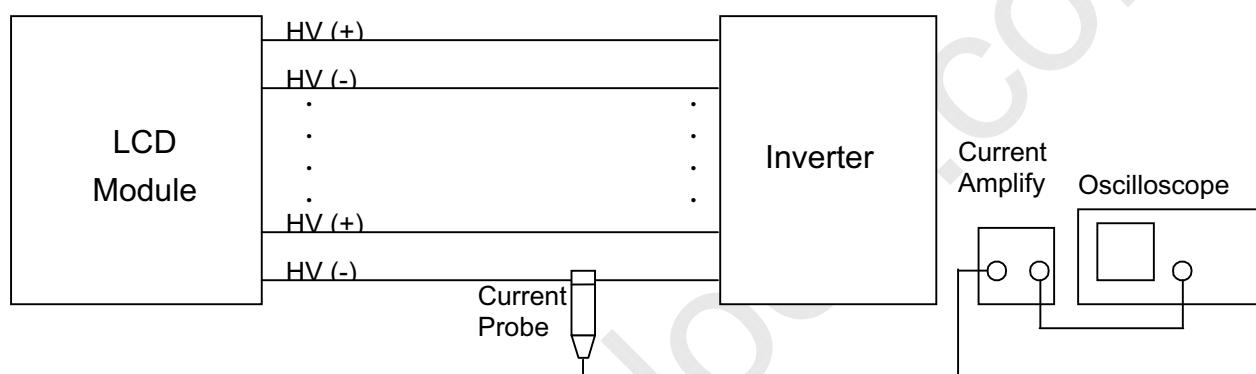 HV (+)
HV (-)
LCD
Module
Inverter
HV (+)
HV (-)
Current
Probe
Current
Amplify
Oscilloscope